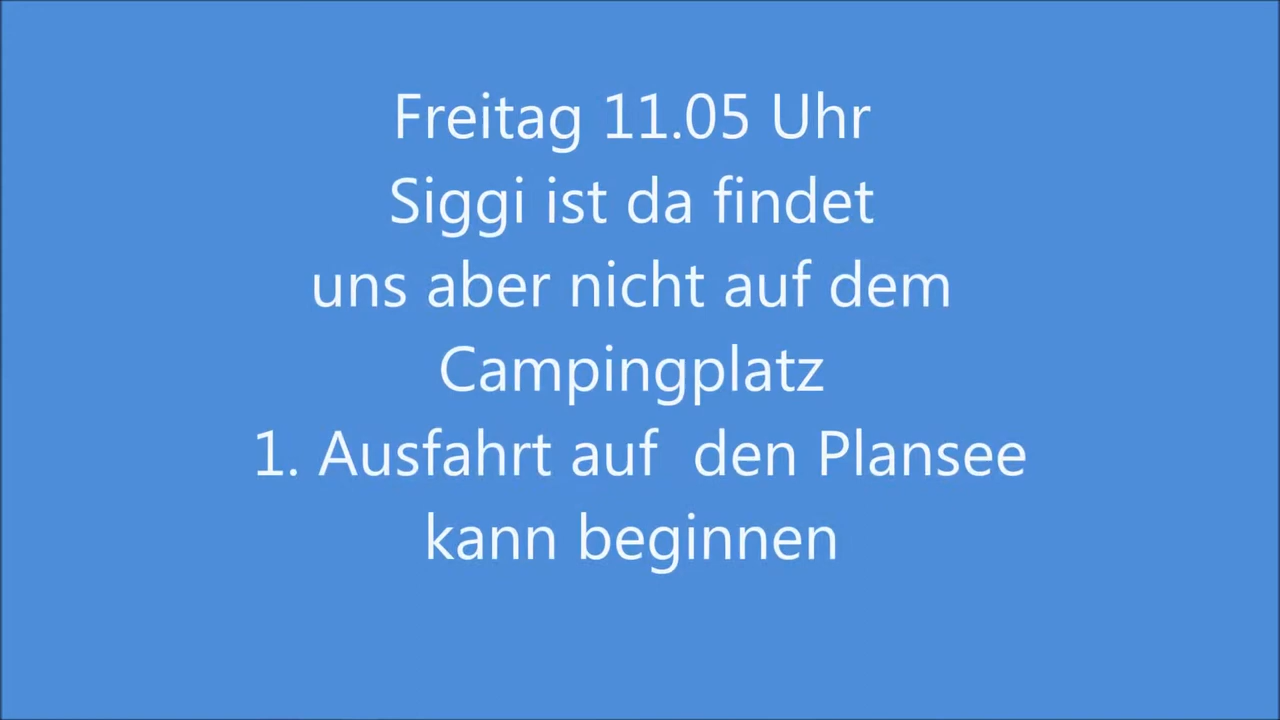 Freitag 11.05 Uhr
Siggi ist da findet
uns aber nicht auf dem
Campingplatz
1. Ausfahrt auf  den Plansee
kann beginnen